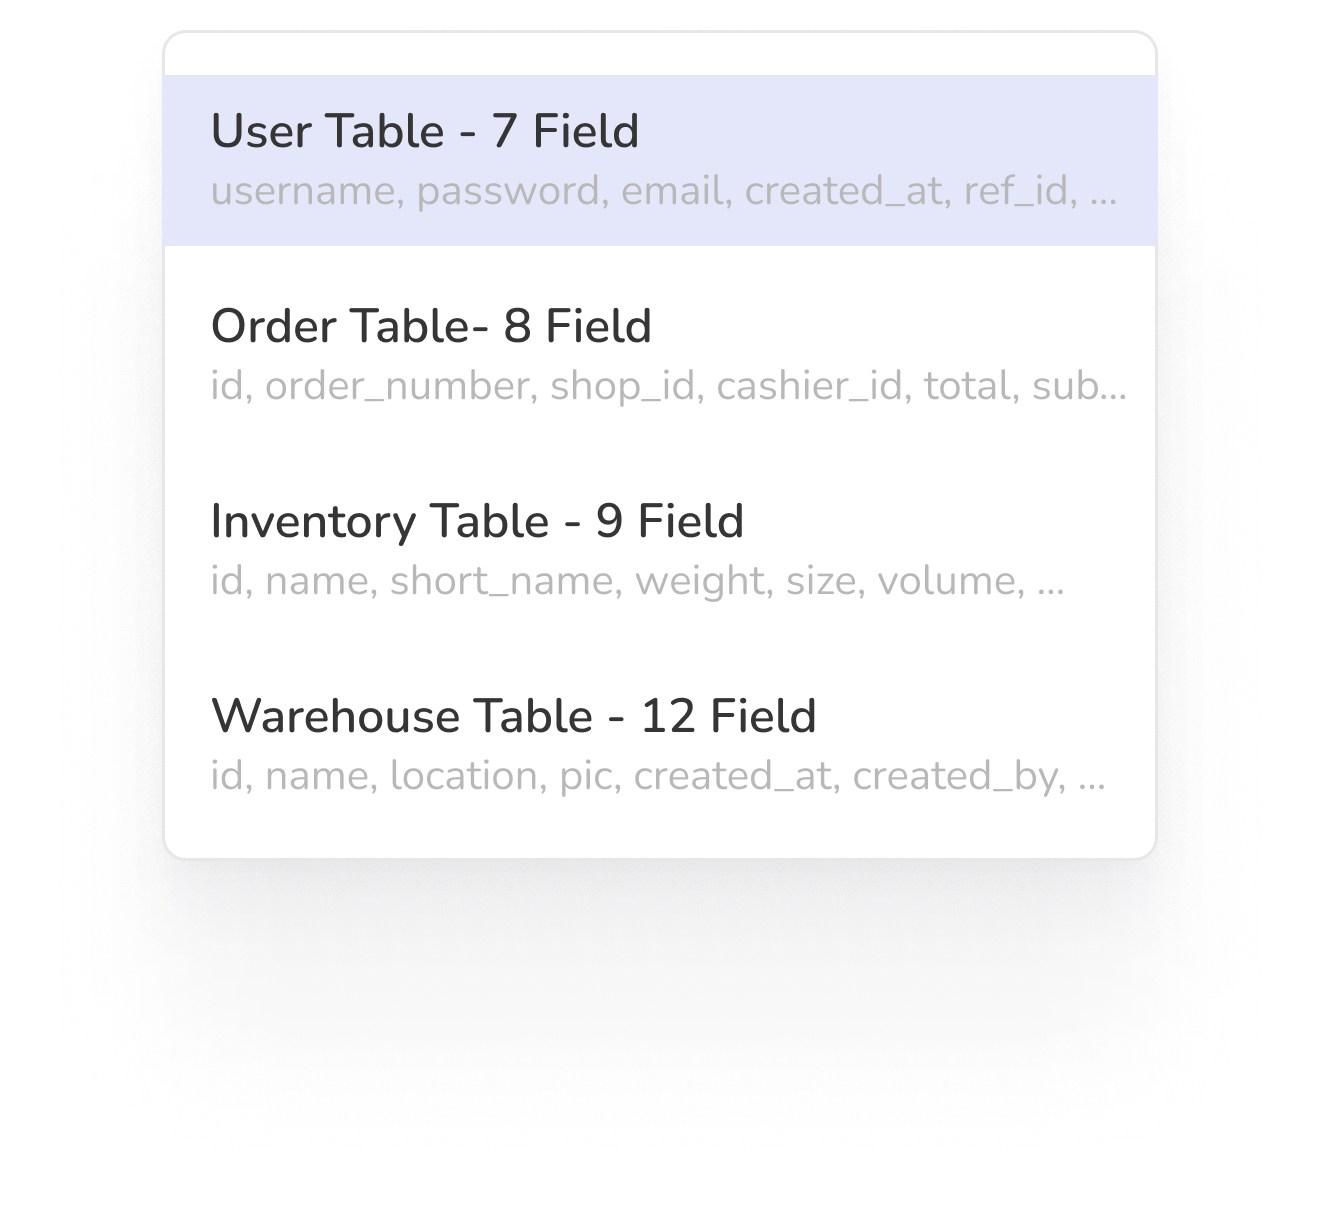 User Table - 7 Field
username, password, email, created_at, ref_id, ...
Order Table- 8 Field
id, order_number, shop_id, cashier_id, total, sub...
Inventory Table - 9 Field
id, name, short_name, weight, size, volume, ...
Warehouse Table - 12 Field
id, name, location, pic, created_at, created_by, ...